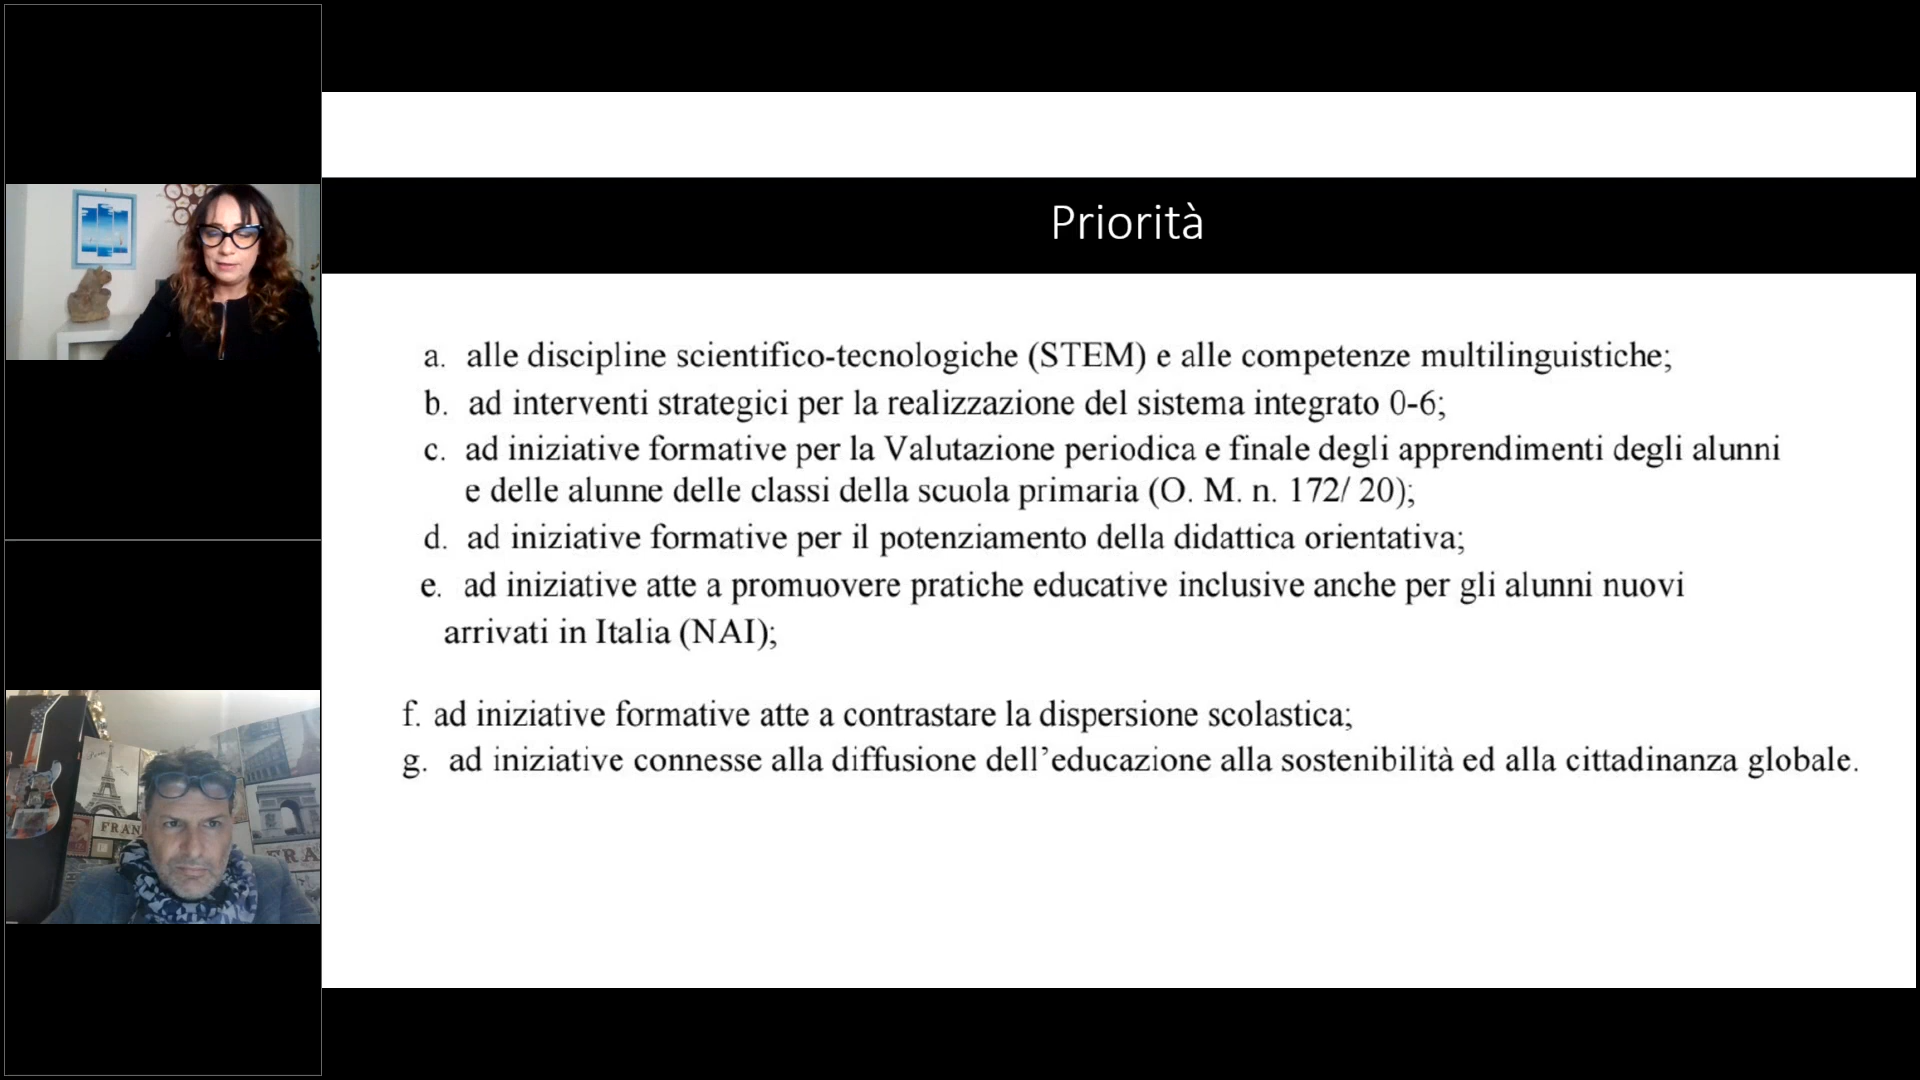 Priorità
a. alle discipline scientifico-tecnologiche (STEM) e alle competenze multilinguistiche;
b. ad interventi strategici per la realizzazione del sistema integrato 0-6;
c. ad iniziative formative per la Valutazione periodica e finale degli apprendimenti degli alunni
e delle alunne delle classi della scuola primaria (O. M. n. 172/ 20);
d. ad iniziative formative per il potenziamento della didattica orientativa;
e. ad iniziative atte a promuovere pratiche educative inclusive anche per gli alunni nuovi
arrivati in Italia (NAI);
f. ad iniziative formative atte a contrastare la dispersione scolastica;
g. ad iniziative connesse alla diffusione dell’educazione alla sostenibilità ed alla cittadinanza globale.
FRAN
FRA